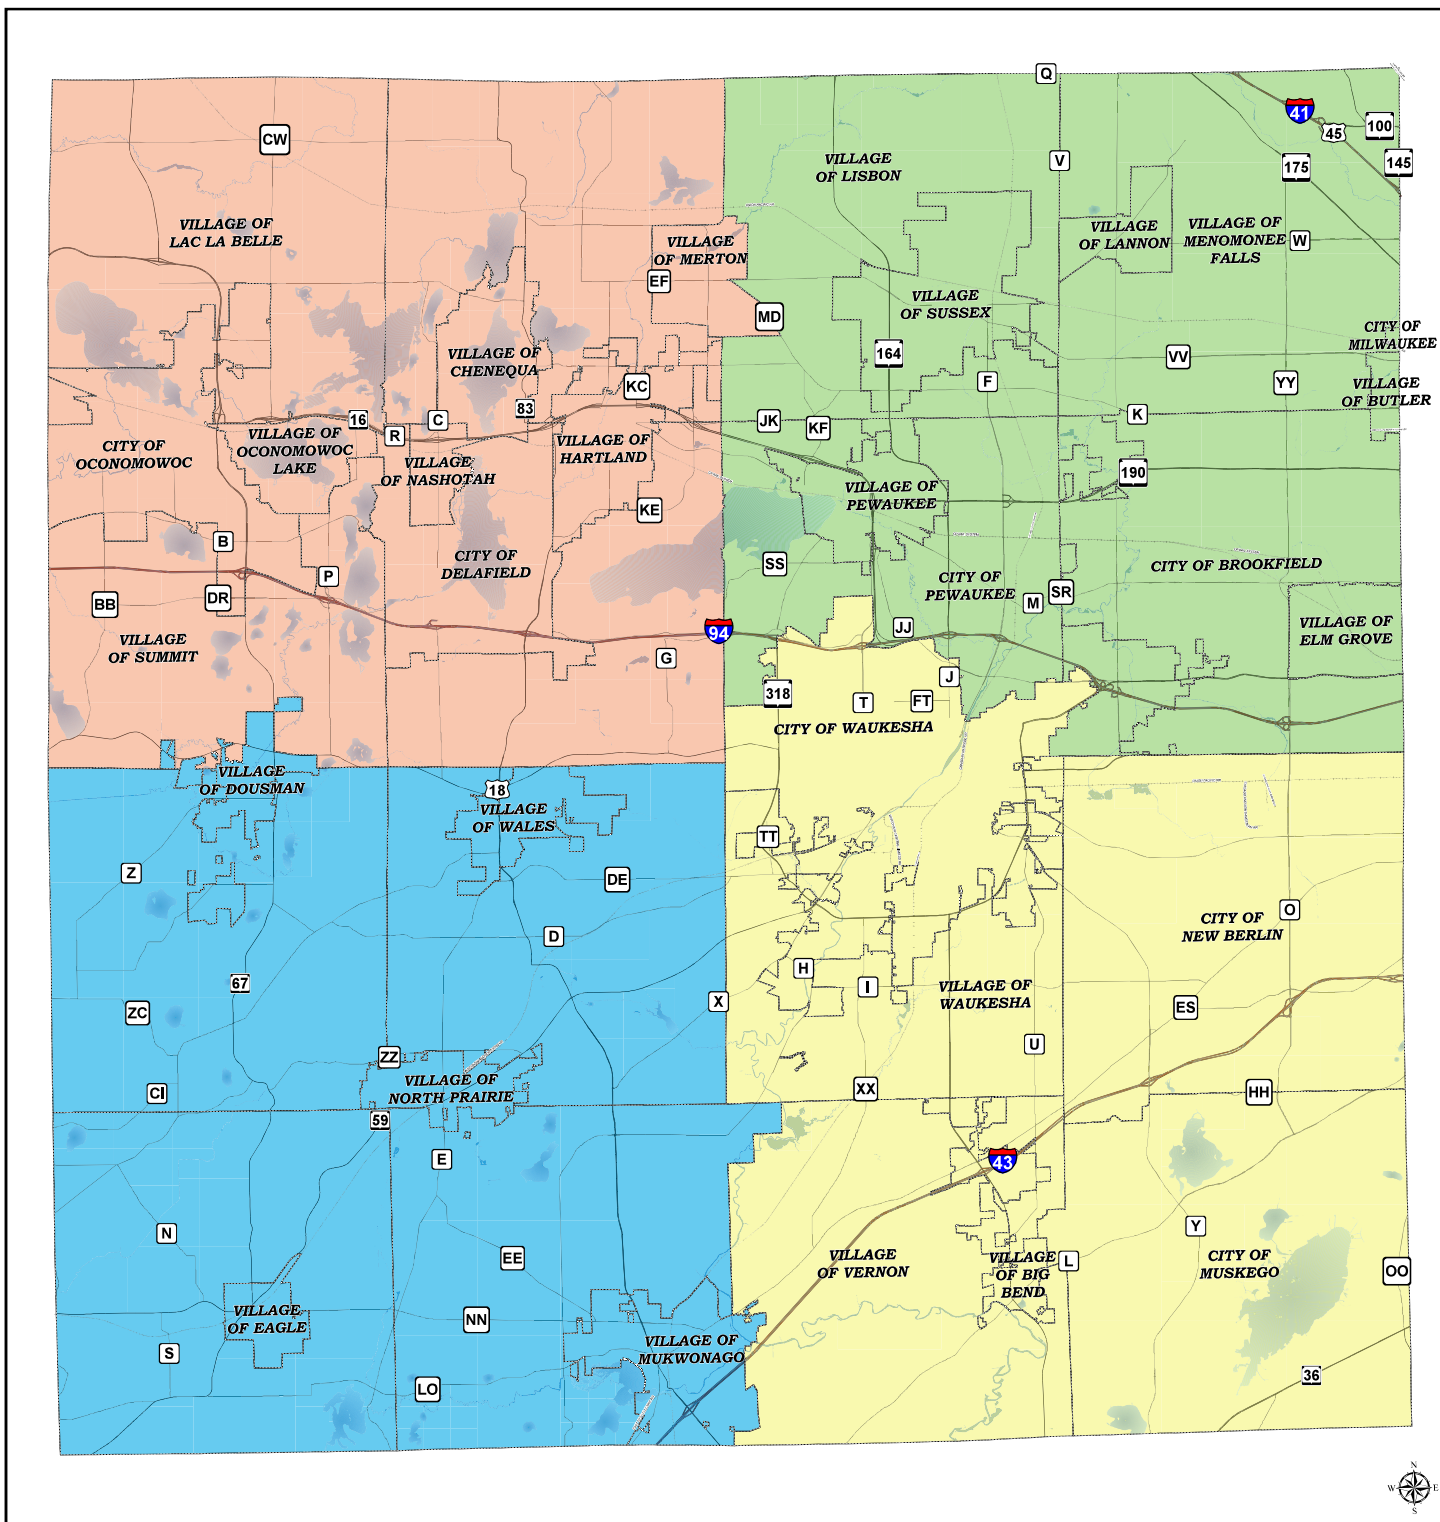 Q
41
100
45
CW
VILLAGE
OF LISBON
V
175
145
VILLAGE OF
LAC LA BELLE
VILLAGE
OF MERTON
VILLAGE
OF LANNON
VILLAGE OF
MENOMONEE
FALLS
W
EF
MD
VILLAGE
OF SUSSEX
CITY OF
MILWAUKEE
VILLAGE OF
CHENEQUA
164
VV
KC
F
YY
VILLAGE
OF BUTLER
16
C
83
R
JK
KF
K
CITY OF
OCONOMOWOC
VILLAGE OF
OCONOMOWOC
LAKE
VILLAGE
OF NASHOTAH
VILLAGE OF
HARTLAND
190
VILLAGE OF
PEWAUKEE
KE
B
CITY OF
DELAFIELD
SS
CITY OF BROOKFIELD
P
CITY OF
PEWAUKEE
SR
BB
DR
M
VILLAGE
OF SUMMIT
94
JJ
VILLAGE OF
ELM GROVE
G
J
318
T
FT
CITY OF WAUKESHA
VILLAGE
OF DOUSMAN
18
VILLAGE
OF WALES
TT
Z
DE
O
CITY OF
NEW BERLIN
D
H
67
I
VILLAGE OF
WAUKESHA
X
ZC
ES
U
ZZ
CI
VILLAGE OF
NORTH PRAIRIE
XX
HH
59
E
43
N
Y
EE
VILLAGE
OF VERNON
VILLAGE
OF BIG
BEND
L
CITY OF
MUSKEGO
OO
VILLAGE
OF EAGLE
NN
VILLAGE OF
MUKWONAGO
S
LO
36
N
W E
S